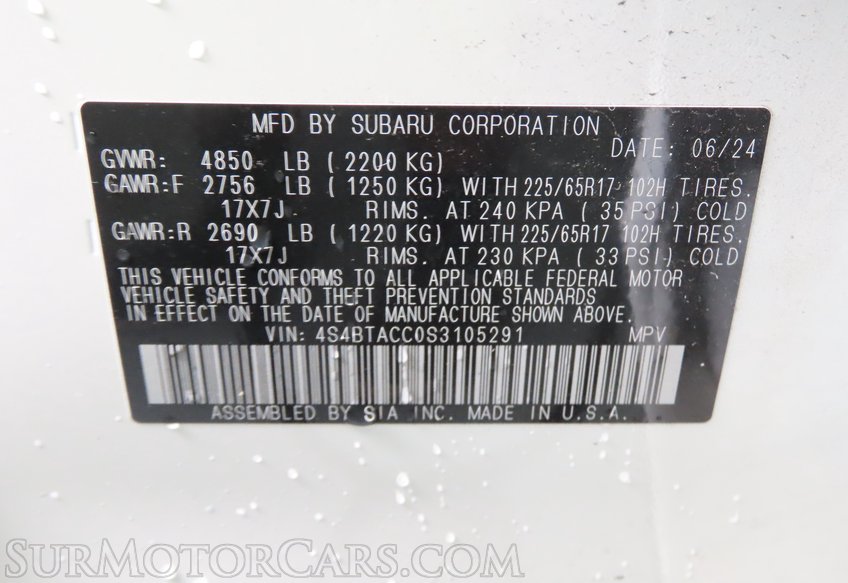 MFD BY SUBARU CORPORATION
DATE: 06/24
GVWR: 4850 LB ( 2200 KG)
GAWR:F 2756 LB ( 1250 KG) WITH 225/65R17 102H TIRES.
17X7J RIMS. AT 240 KPA ( 35 PSI) COLD
GAWR:R 2690 LB ( 1220 KG) WITH 225/65R17 102H TIRES.
17X7J RIMS. AT 230 KPA ( 33 PSI) COLD
THIS VEHICLE CONFORMS TO ALL APPLICABLE FEDERAL MOTOR
VEHICLE SAFETY AND THEFT PREVENTION STANDARDS
IN EFFECT ON THE DATE OF MANUFACTURE SHOWN ABOVE.
VIN: 4S4BTACC0S3105291 MPV
ASSEMBLED BY SIA INC. MADE IN U.S.A.
SurMotorCars.com